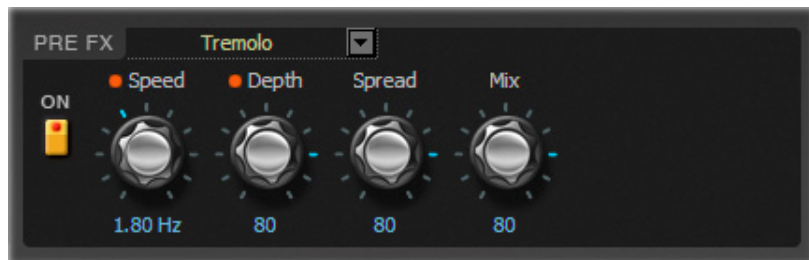 PRE FX Tremolo
ON Speed Depth Spread Mix
1.80 Hz 80 80 80